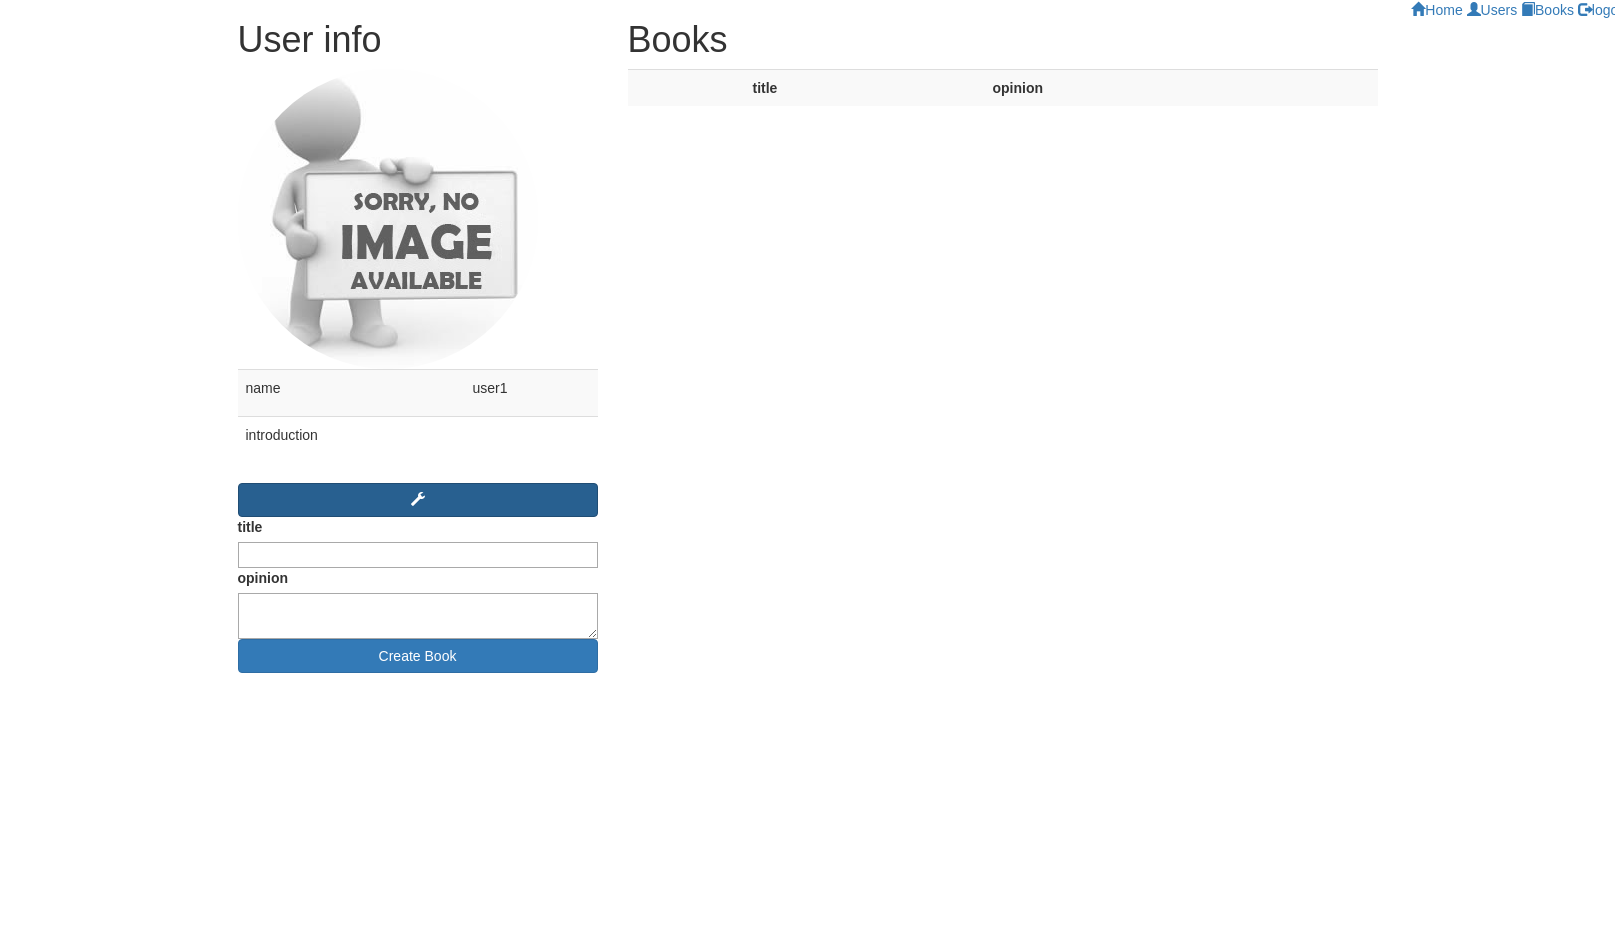 Home Users Books logo
User info
Books
title opinion
SORRY, NO
IMAGE
AVAILABLE
name user1
introduction
title
opinion
Create Book